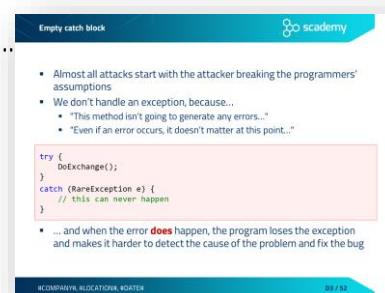 Empty catch block
scademy
Almost all attacks start with the attacker breaking the programmers'
assumptions
We don't handle an exception, because...
"This method isn't going to generate any errors..."
"Even if an error occurs, it doesn't matter at this point..."
try {
DoExchange();
}
catch (RareException e) {
// this can never happen
}
... and when the error does happen, the program loses the exception
and makes it harder to detect the cause of the problem and fix the bug
#COMPANY#, #LOCATION#, #DATE#
D3 / 52